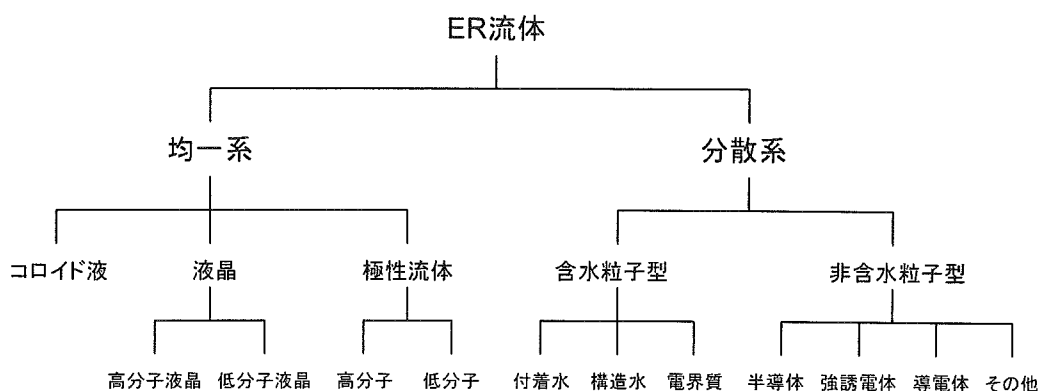 ER流体
均一系 分散系
コロイド液 液晶 極性流体 含水粒子型 非含水粒子型
高分子液晶 低分子液晶 高分子 低分子 付着水 構造水 電界質 半導体 強誘電体 導電体 その他